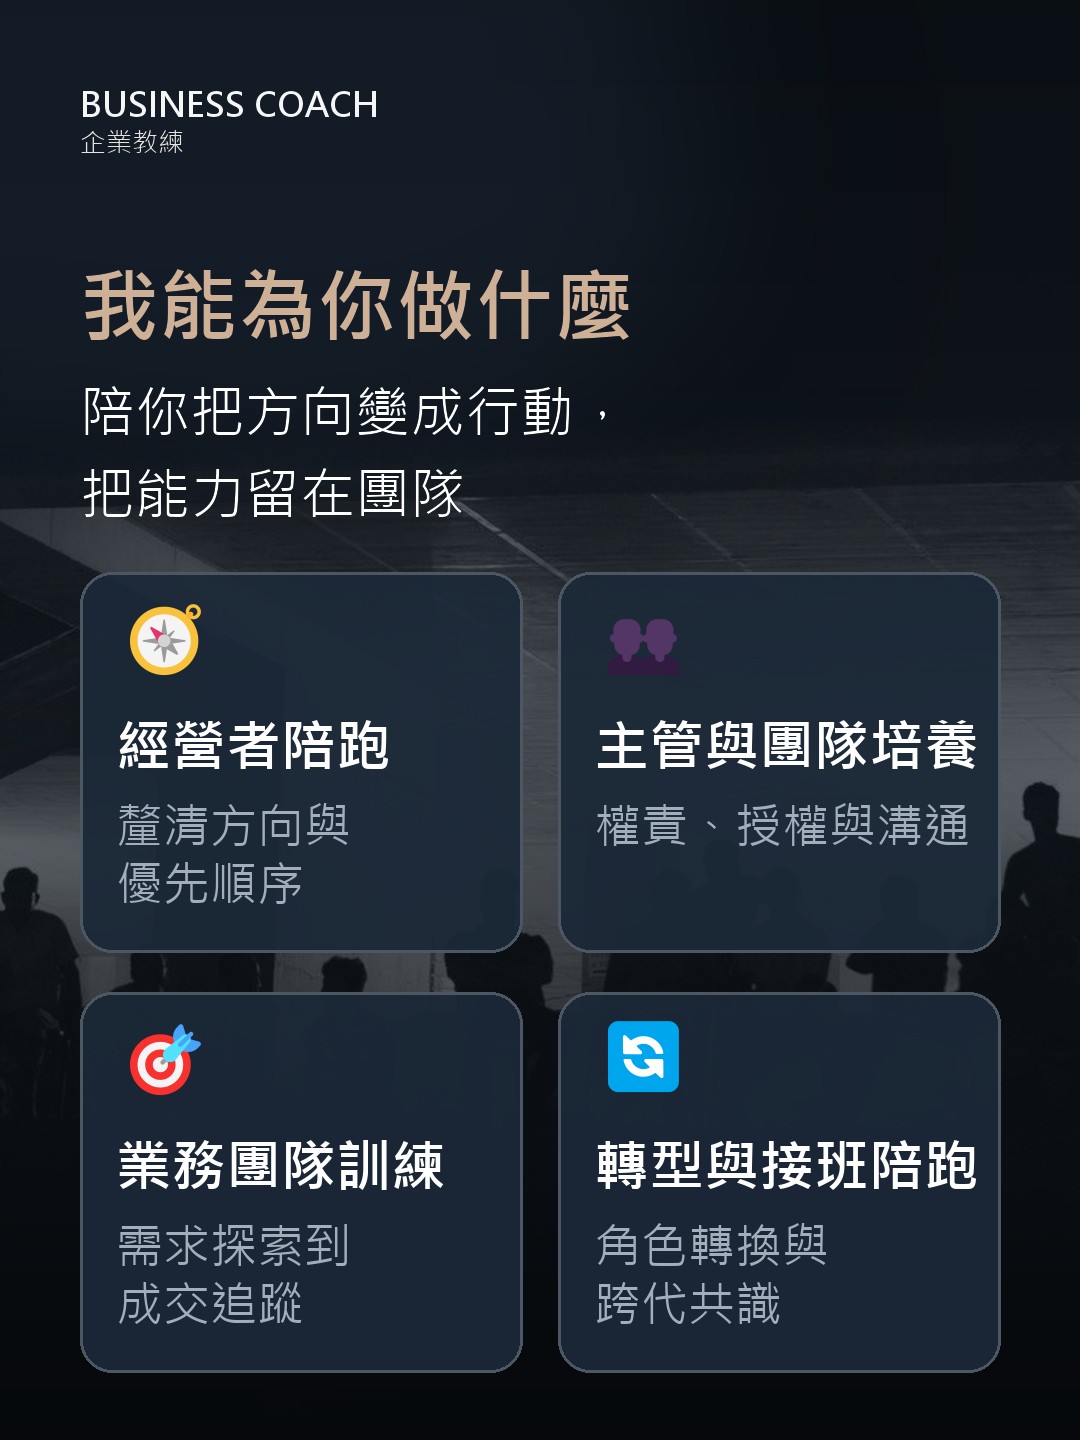 BUSINESS COACH
企業教練
我能為你做什麼
陪你把方向變成行動，
把能力留在團隊
經營者陪跑
釐清方向與
優先順序
主管與團隊培養
權責、授權與溝通
業務團隊訓練
需求探索到
成交追蹤
轉型與接班陪跑
角色轉換與
跨代共識